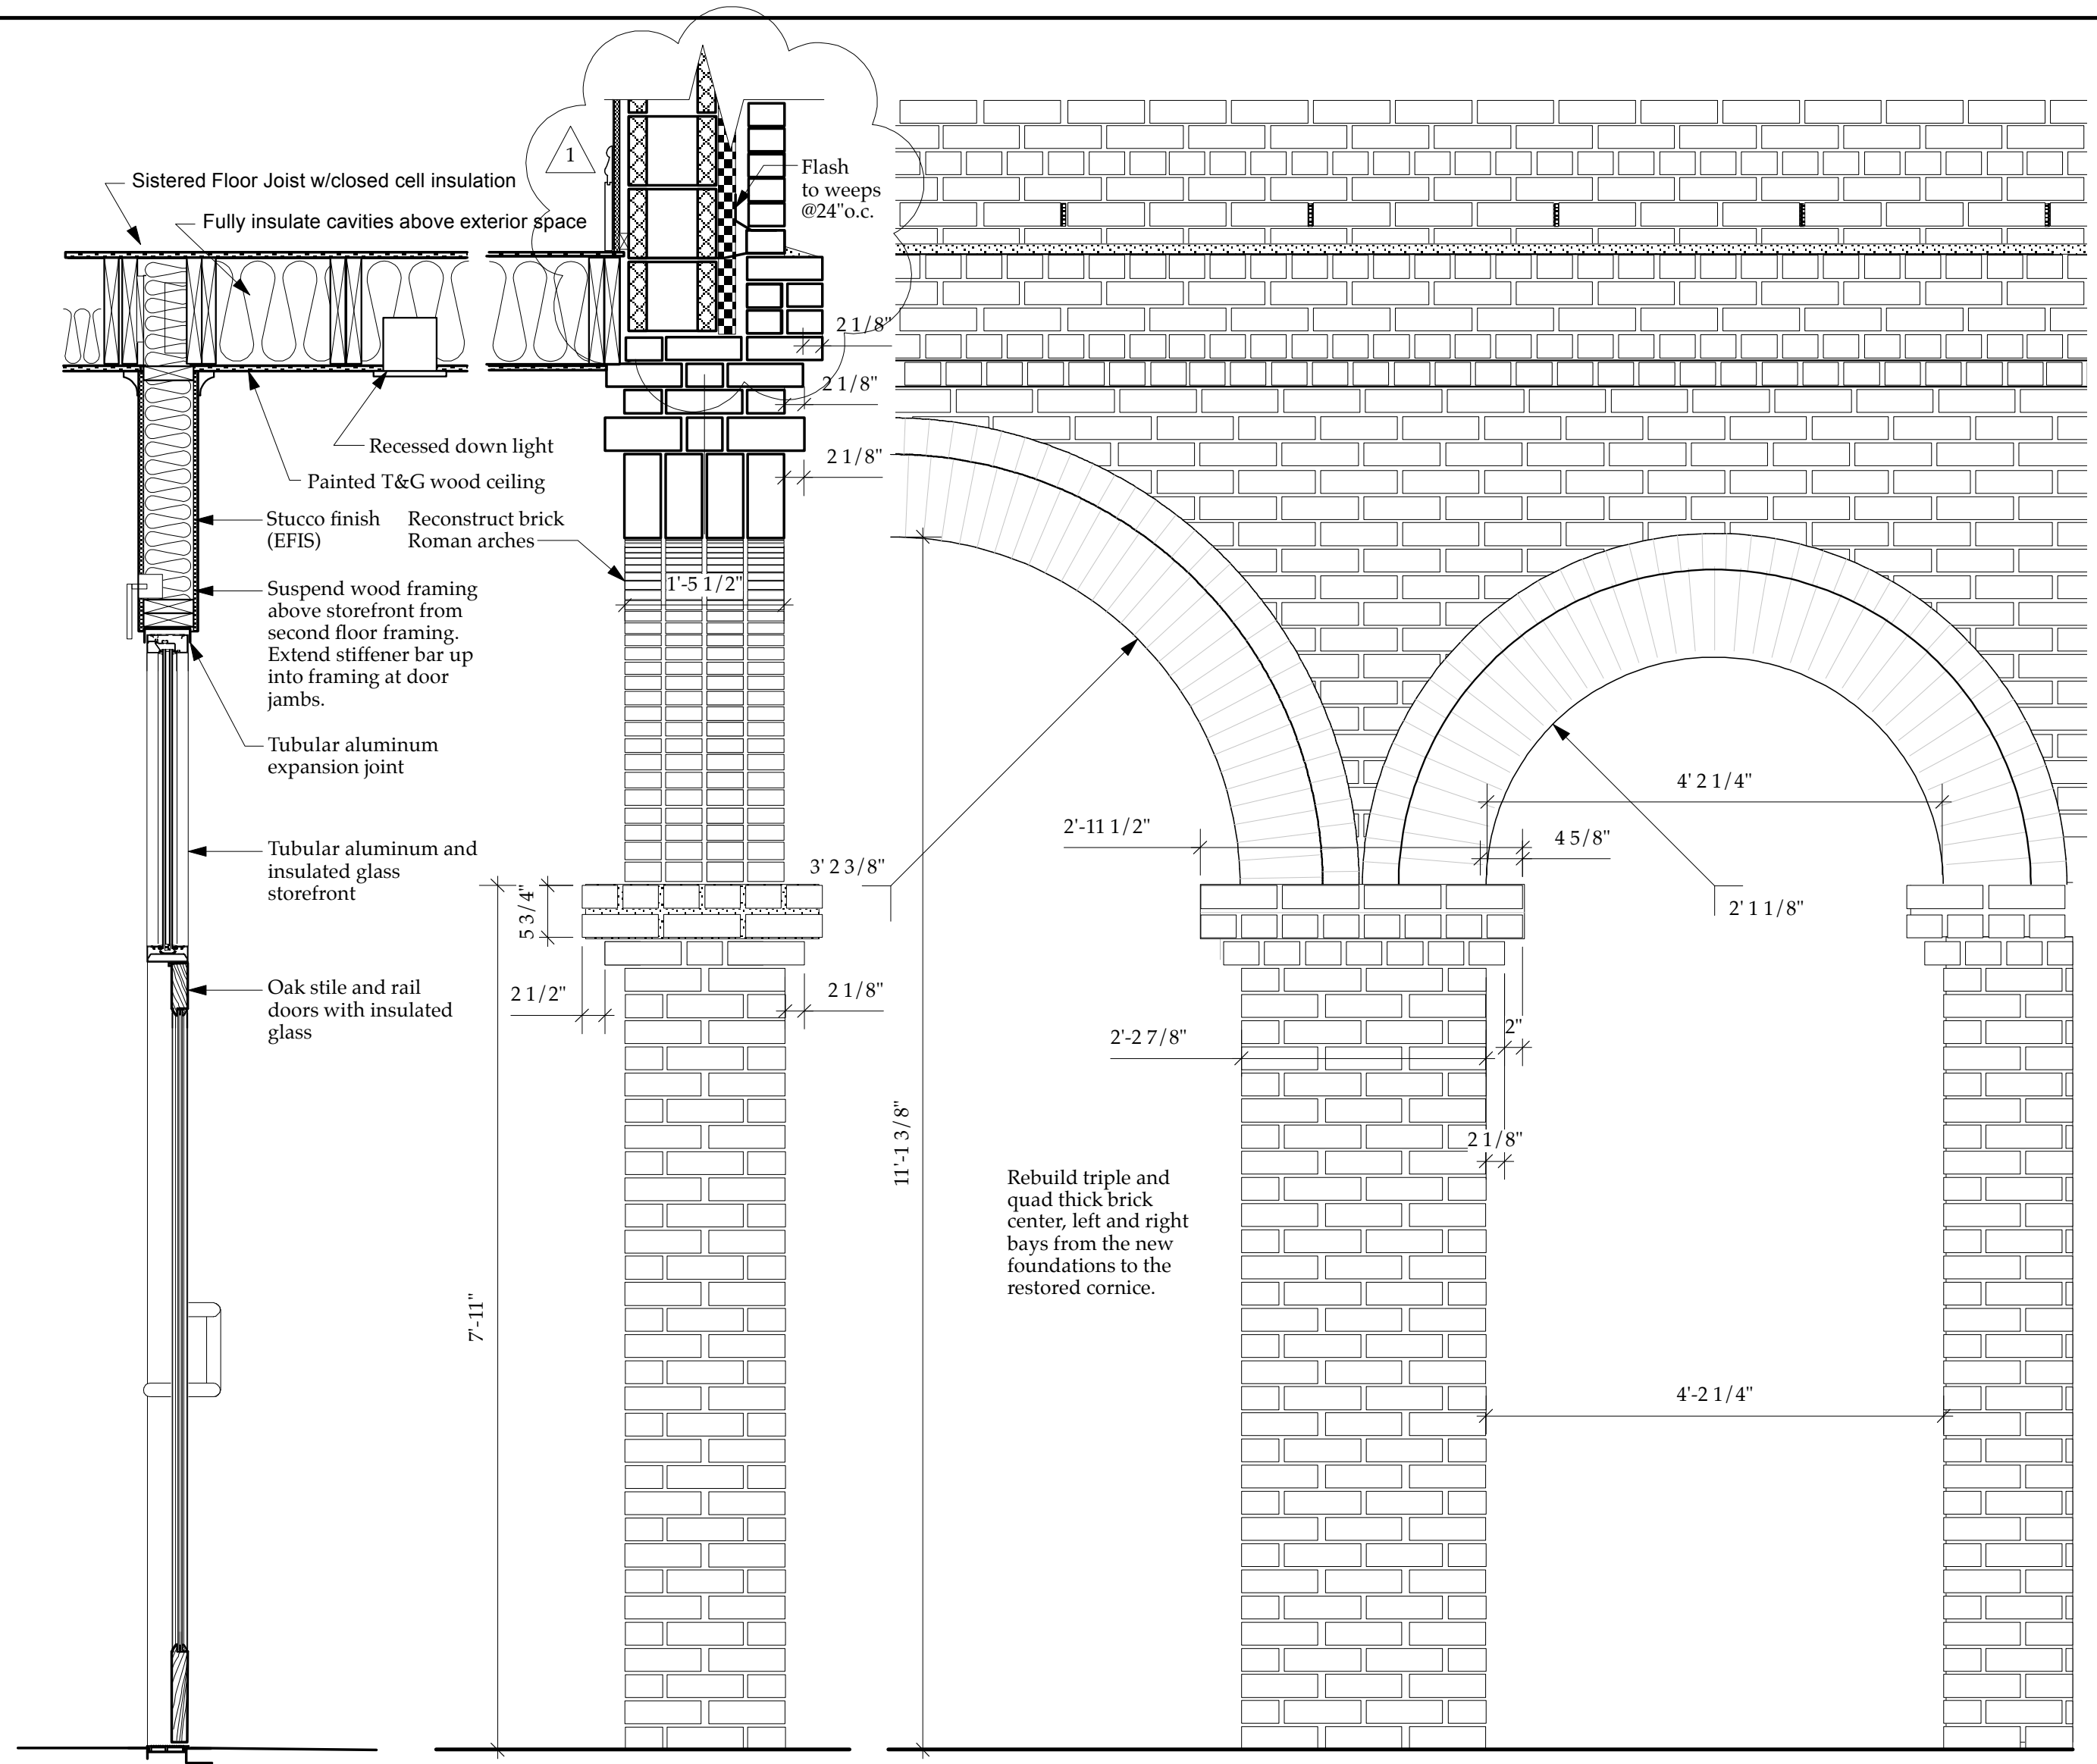 1
Flash
to weeps
@24"o.c.
Sistered Floor Joist w/closed cell insulation
Fully insulate cavities above exterior space
2 1/8"
2 1/8"
Recessed down light
2 1/8"
Painted T&G wood ceiling
Stucco finish
(EFIS)
Reconstruct brick
Roman arches
1'-5 1/2"
Suspend wood framing
above storefront from
second floor framing.
Extend stiffener bar up
into framing at door
jambs.
Tubular aluminum
expansion joint
4' 2 1/4"
2'-11 1/2"
4 5/8"
Tubular aluminum and
insulated glass
storefront
3' 2 3/8"
5 3/4"
2' 1 1/8"
Oak stile and rail
doors with insulated
glass
2 1/2"
2 1/8"
2'-2 7/8"
2"
11'-1 3/8"
2 1/8"
Rebuild triple and
quad thick brick
center, left and right
bays from the new
foundations to the
restored cornice.
7'-11"
4'-2 1/4"